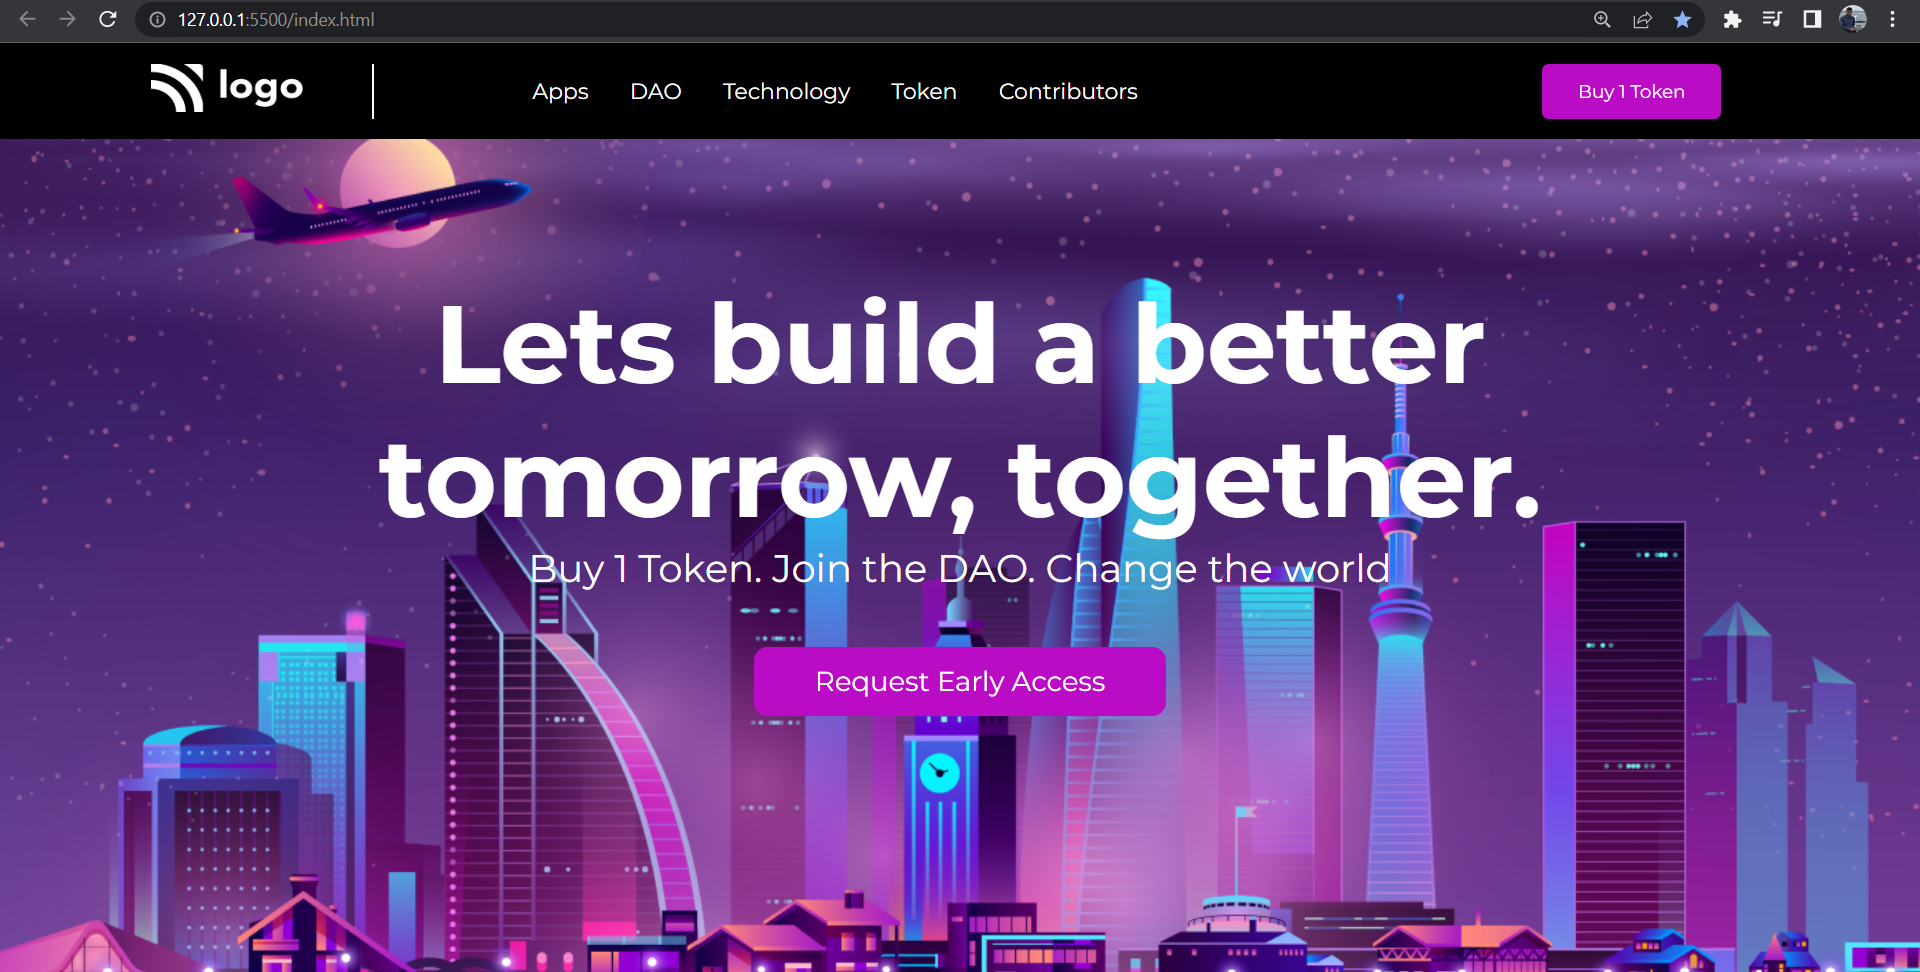 127.0.0.1:5500/index.html
logo
Apps DAO Technology Token Contributors
Buy 1 Token
Lets build a better
tomorrow, together.
Buy 1 Token. Join the DAO. Change the world
Request Early Access